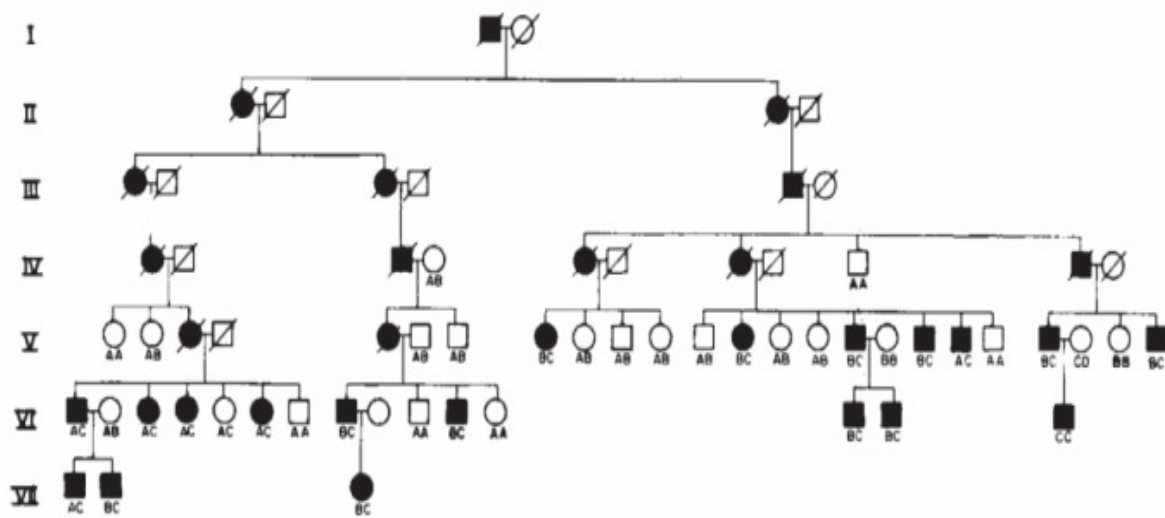 I
II
III
IV
AB AA
V
AA AB AB AB BC AB AB AB AB BC AB AB BC BB BC AC AA BC CD BB BC
VI
AC AB AC AC AC AC AA BC AA BC AA BC BC CC
VII
AC BC BC